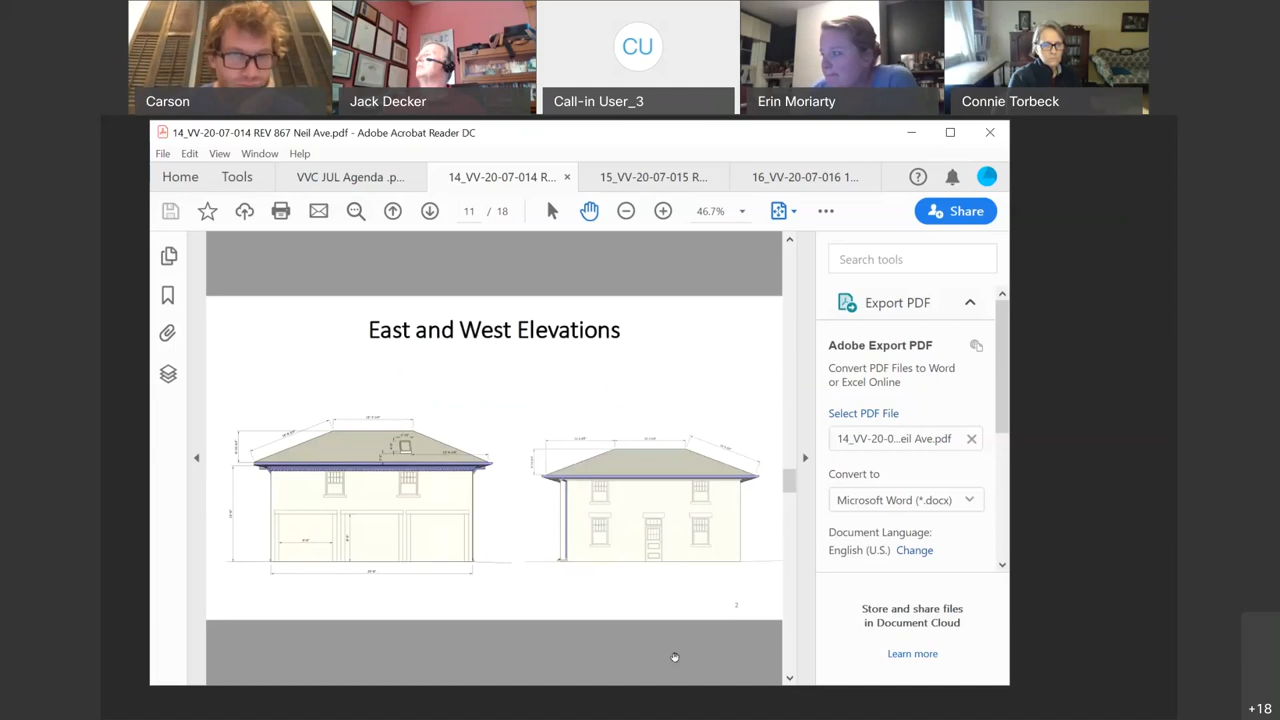 CU
Carson
Jack Decker
Call-in User_3
Erin Moriarty
Connie Torbeck
14_VV-20-07-014 REV 867 Neil Ave.pdf - Adobe Acrobat Reader DC
File Edit View Window Help
Home Tools VVC JUL Agenda .p... 14_VV-20-07-014 R... × 15_VV-20-07-015 R... 16_VV-20-07-016 1...
11 / 18 46.7% Share
Search tools
East and West Elevations
Export PDF
Adobe Export PDF
Convert PDF Files to Word
or Excel Online
Select PDF File
14_VV-20-0...eil Ave.pdf
Convert to
Microsoft Word (*.docx)
Document Language:
English (U.S.) Change
2
Store and share files
in Document Cloud
Learn more
+18